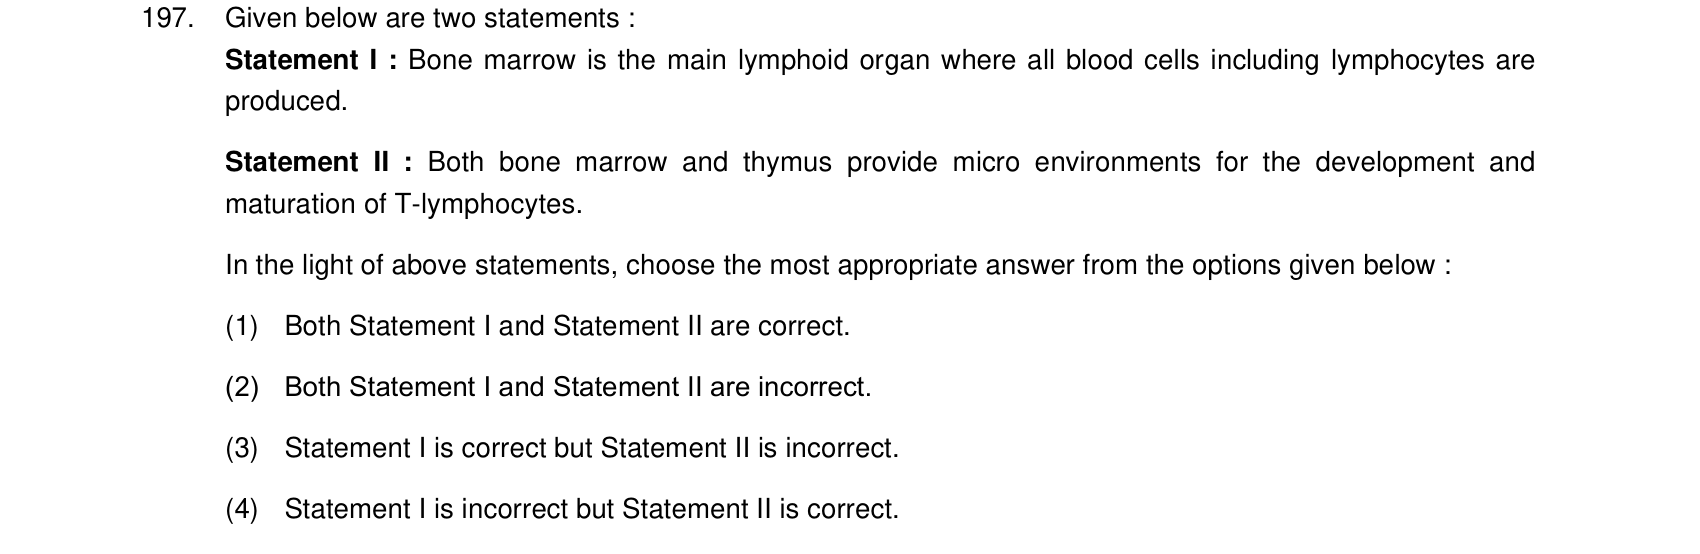 197. Given below are two statements :
Statement I : Bone marrow is the main lymphoid organ where all blood cells including lymphocytes are
produced.
Statement II : Both bone marrow and thymus provide micro environments for the development and
maturation of T-lymphocytes.
In the light of above statements, choose the most appropriate answer from the options given below :
(1) Both Statement I and Statement II are correct.
(2) Both Statement I and Statement II are incorrect.
(3) Statement I is correct but Statement II is incorrect.
(4) Statement I is incorrect but Statement II is correct.